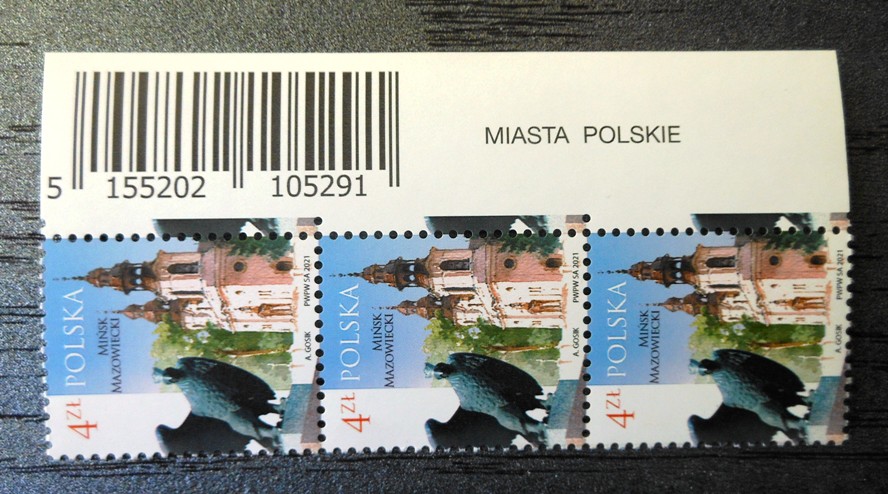 5 155202 105291
MIASTA POLSKIE
POLSKA
MIŃSK
MAZOWIECKI
4 ZŁ
A. GOSIK
PWPW SA 2021
POLSKA
MIŃSK
MAZOWIECKI
4 ZŁ
A. GOSIK
PWPW SA 2021
POLSKA
MIŃSK
MAZOWIECKI
4 ZŁ
A. GOSIK
PWPW SA 2021